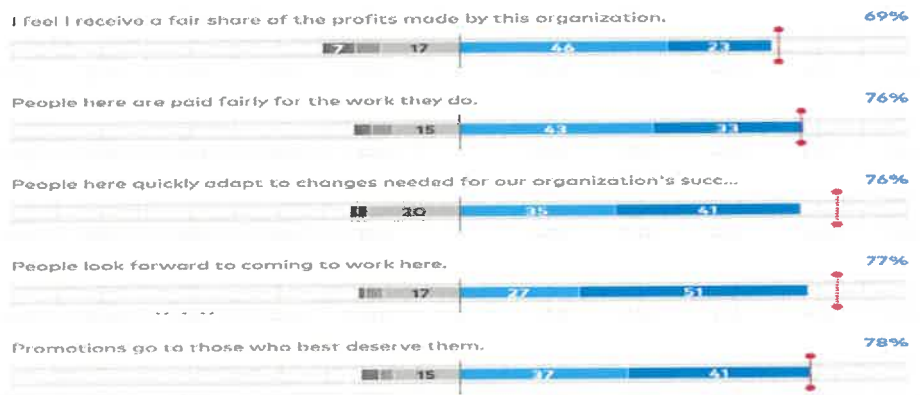 I feel I receive a fair share of the profits made by this organization. 69%
7 17 46 23
People here are paid fairly for the work they do. 76%
15 43 33
People here quickly adapt to changes needed for our organization's succ... 76%
20 35 41
People look forward to coming to work here. 77%
17 27 51
Promotions go to those who best deserve them. 78%
15 37 41